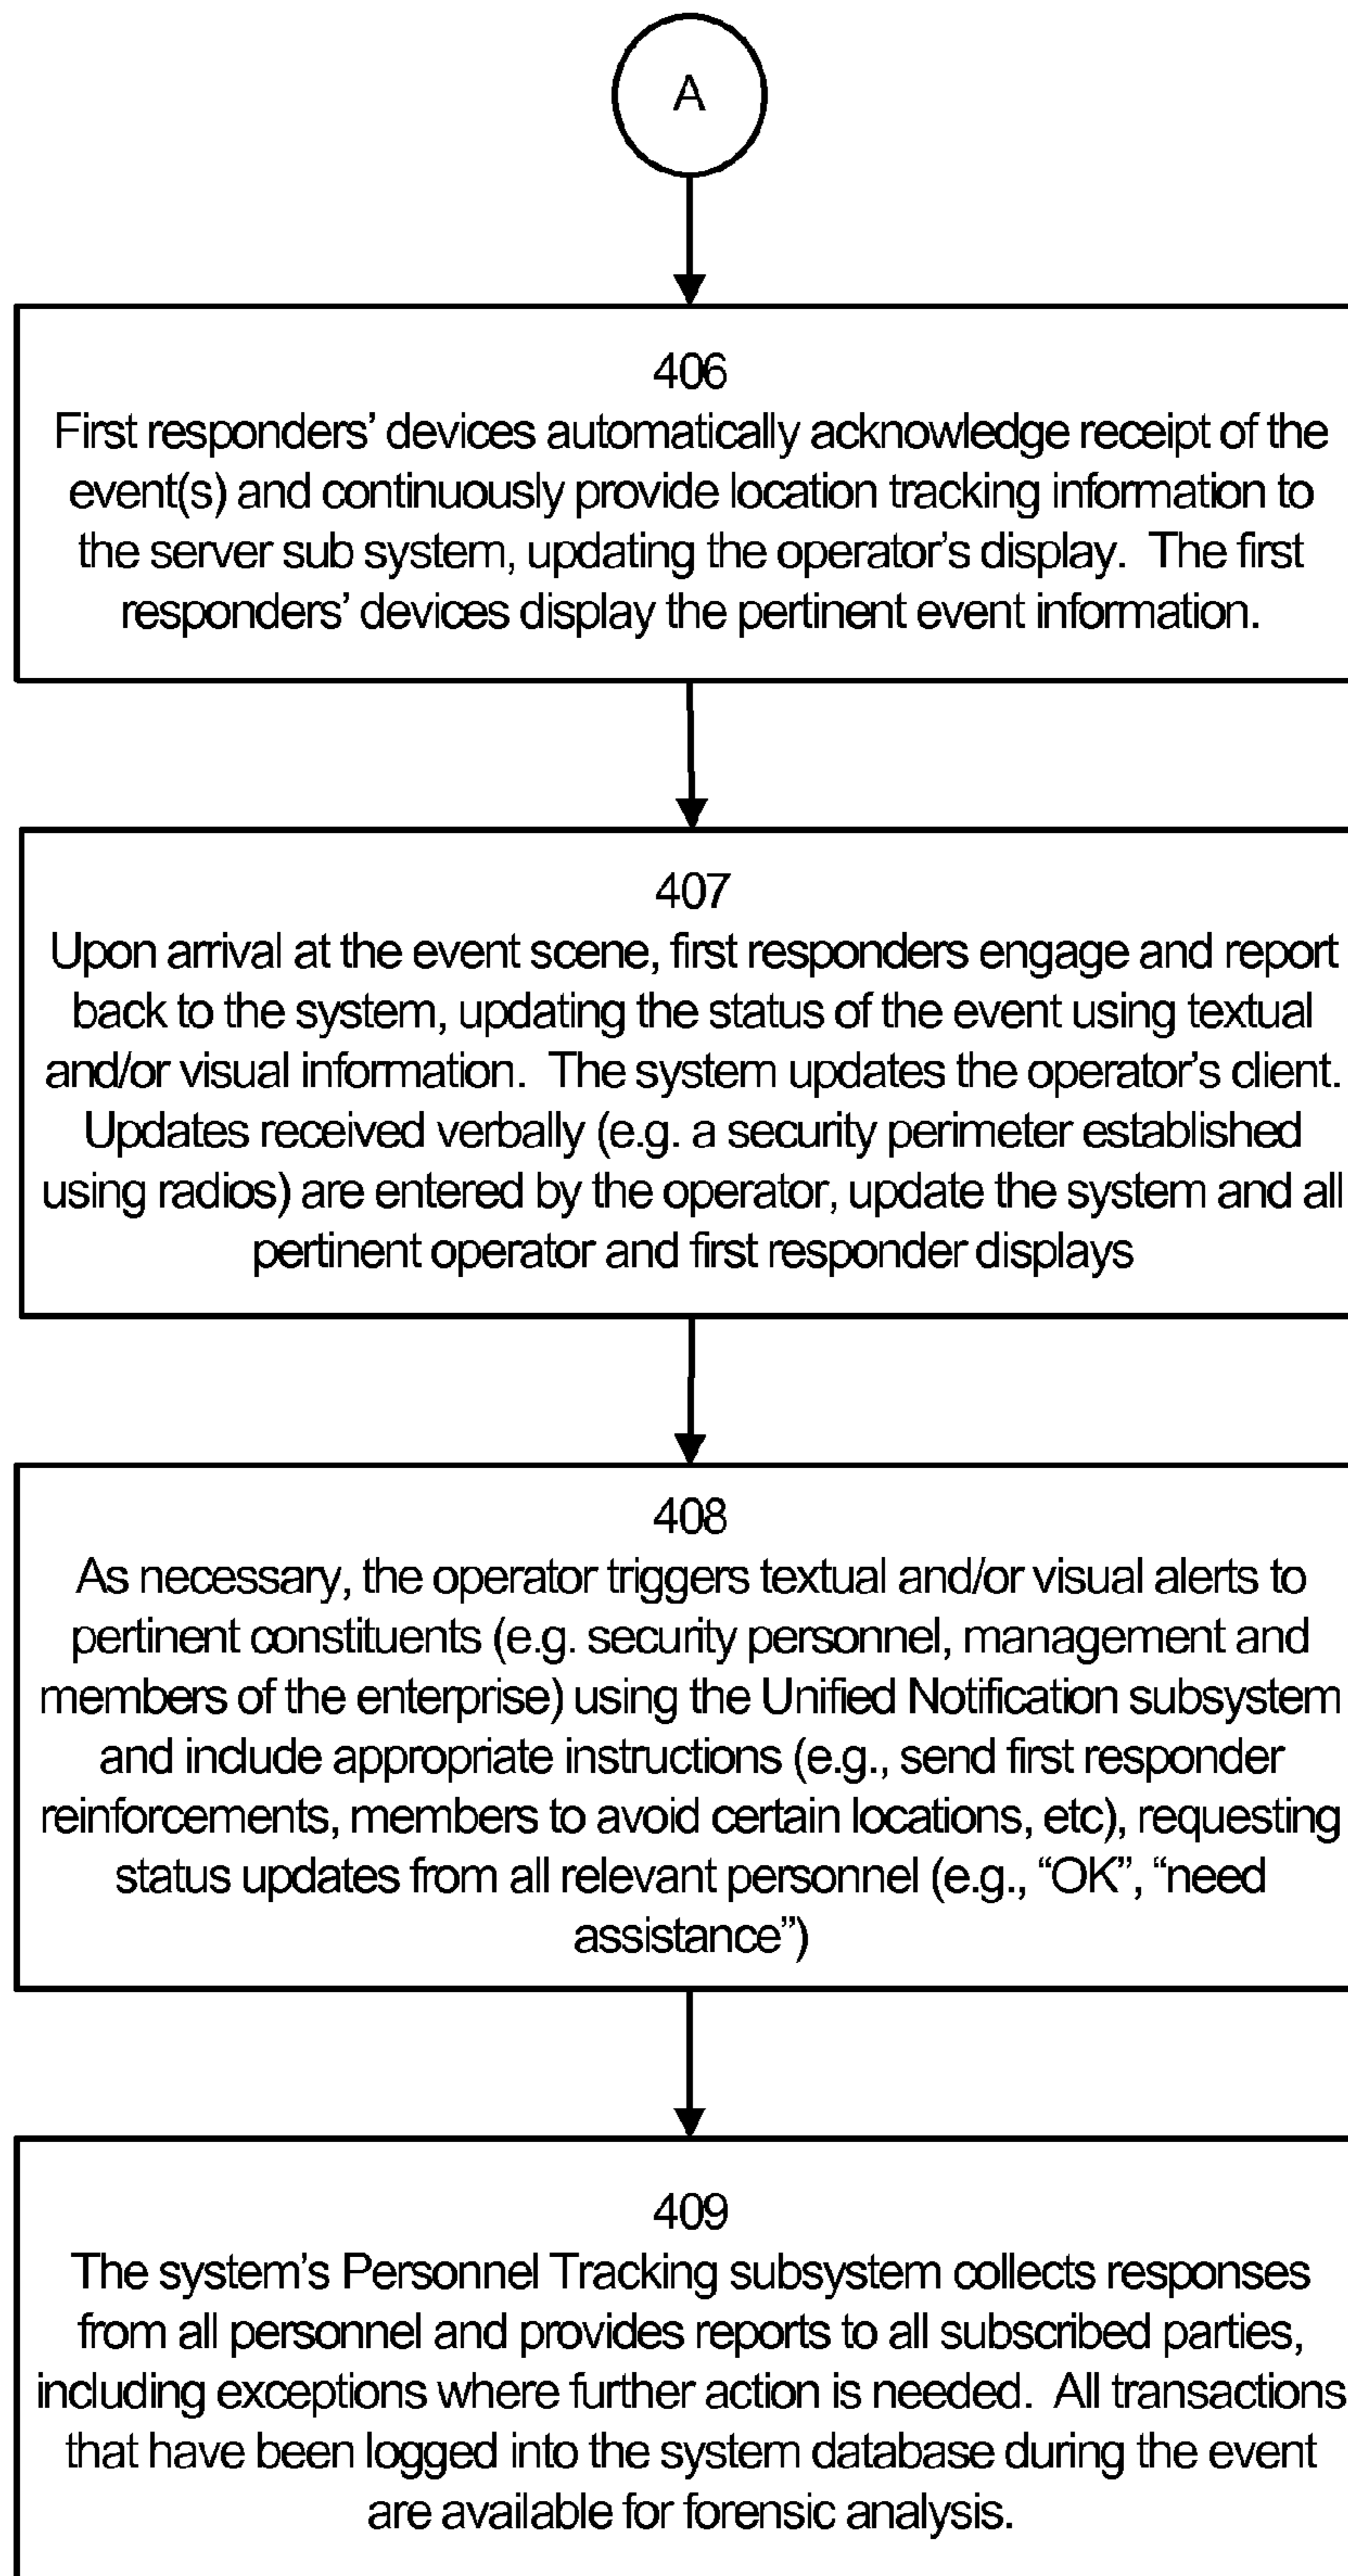 A
406
First responders’ devices automatically acknowledge receipt of the
event(s) and continuously provide location tracking information to
the server sub system, updating the operator’s display.  The first
responders’ devices display the pertinent event information.
407
Upon arrival at the event scene, first responders engage and report
back to the system, updating the status of the event using textual
and/or visual information.  The system updates the operator’s client.
Updates received verbally (e.g. a security perimeter established
using radios) are entered by the operator, update the system and all
pertinent operator and first responder displays
408
As necessary, the operator triggers textual and/or visual alerts to
pertinent constituents (e.g. security personnel, management and
members of the enterprise) using the Unified Notification subsystem
and include appropriate instructions (e.g., send first responder
reinforcements, members to avoid certain locations, etc), requesting
status updates from all relevant personnel (e.g., “OK”, “need
assistance”)
409
The system’s Personnel Tracking subsystem collects responses
from all personnel and provides reports to all subscribed parties,
including exceptions where further action is needed.  All transactions
that have been logged into the system database during the event
are available for forensic analysis.